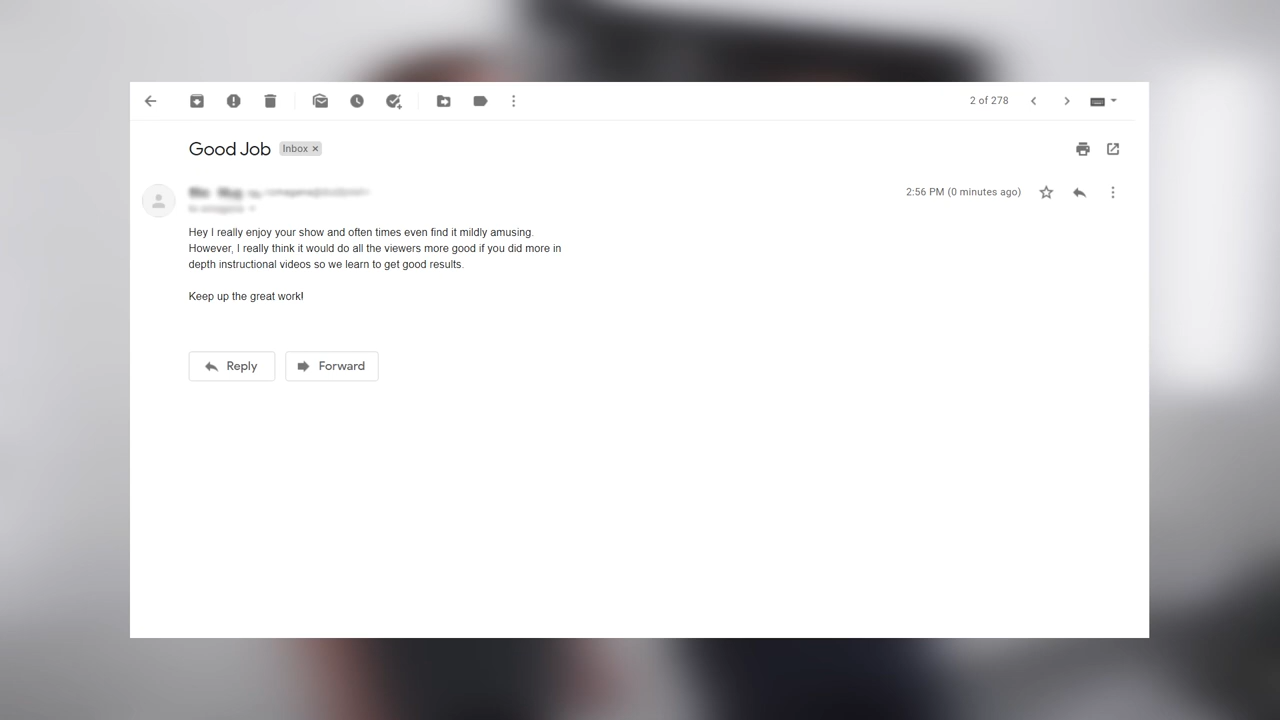 2 of 278
Good Job
Inbox ×
2:56 PM (0 minutes ago)
Hey I really enjoy your show and often times even find it mildly amusing.
However, I really think it would do all the viewers more good if you did more in
depth instructional videos so we learn to get good results.
Keep up the great work!
Reply
Forward